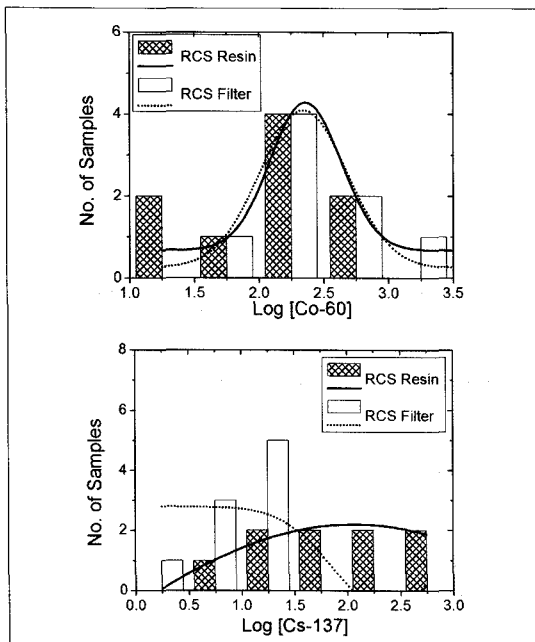 6
4
2
0
No. of Samples
RCS Resin
RCS Filter
1.0 1.5 2.0 2.5 3.0 3.5
Log [Co-60]
8
6
4
2
0
No. of Samples
RCS Resin
RCS Filter
0.0 0.5 1.0 1.5 2.0 2.5 3.0
Log [Cs-137]